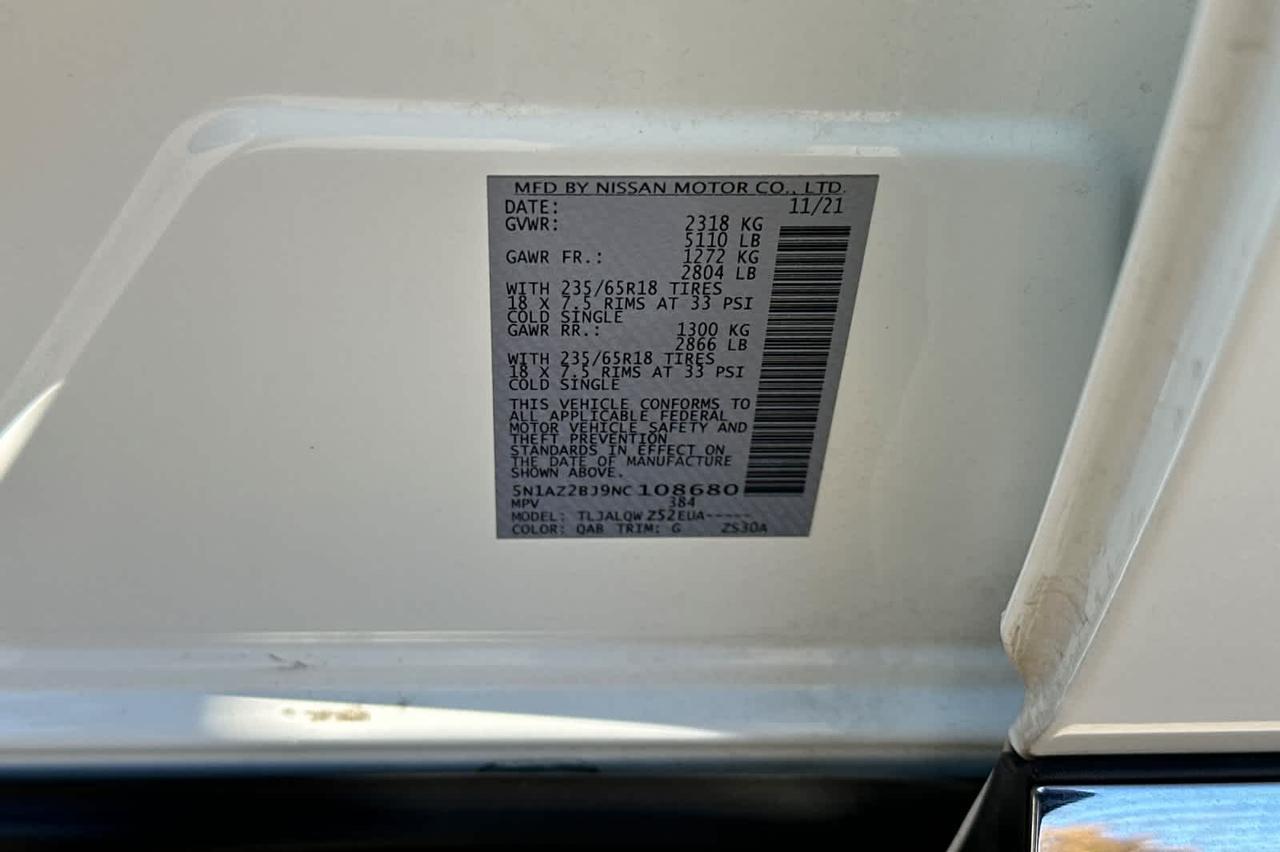 MFD BY NISSAN MOTOR CO., LTD.
DATE: 11/21
GVWR: 2318 KG
5110 LB
GAWR FR.: 1272 KG
2804 LB
WITH 235/65R18 TIRES
18 X 7.5 RIMS AT 33 PSI
COLD SINGLE
GAWR RR.: 1300 KG
2866 LB
WITH 235/65R18 TIRES
18 X 7.5 RIMS AT 33 PSI
COLD SINGLE
THIS VEHICLE CONFORMS TO
ALL APPLICABLE FEDERAL
MOTOR VEHICLE SAFETY AND
THEFT PREVENTION
STANDARDS IN EFFECT ON
THE DATE OF MANUFACTURE
SHOWN ABOVE.
5N1AZ2BJ9NC108680
MPV 384
MODEL: TLJALQWZ52EUA-----
COLOR: QAB TRIM: G ZS30A